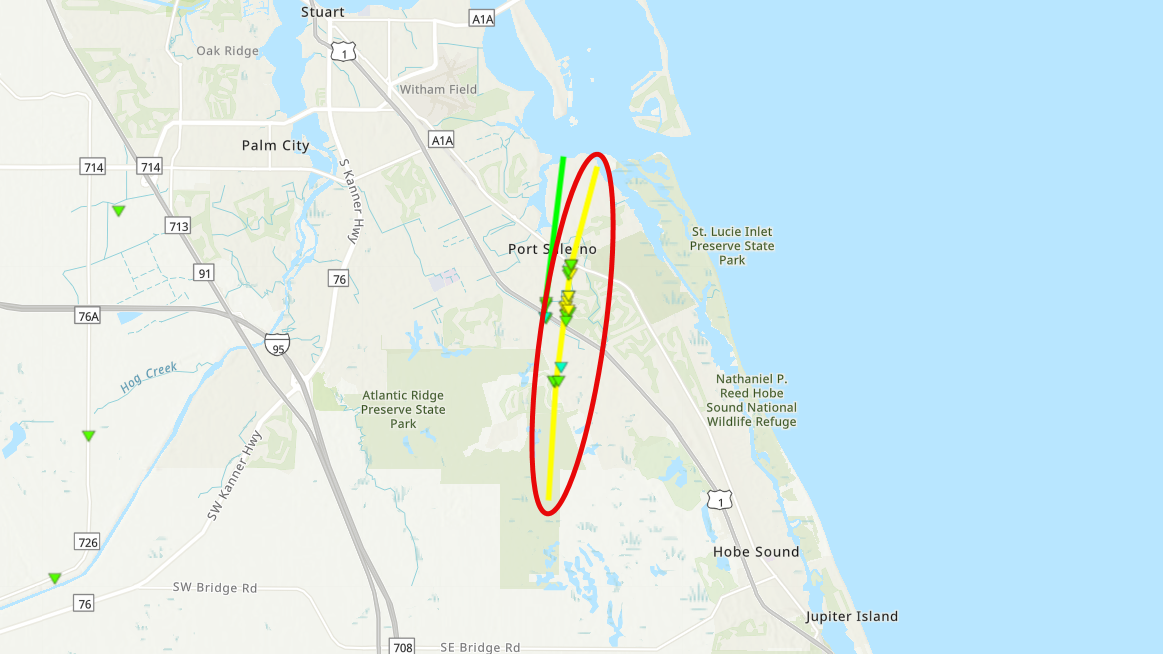 Stuart
A1A
1
Oak Ridge
Witham Field
A1A
Palm City
714
714
S Kanner Hwy
713
Port Salerno
St. Lucie Inlet
Preserve State
Park
91
76
76A
95
Hog Creek
Atlantic Ridge
Preserve State
Park
Nathaniel P.
Reed Hobe
Sound National
Wildlife Refuge
SW Kanner Hwy
1
726
Hobe Sound
SW Bridge Rd
76
Jupiter Island
708
SE Bridge Rd